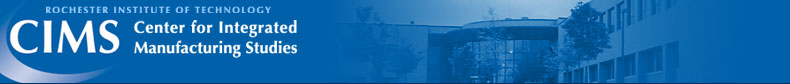 ROCHESTER INSTITUTE OF TECHNOLOGY
CIMS
Center for Integrated
Manufacturing Studies